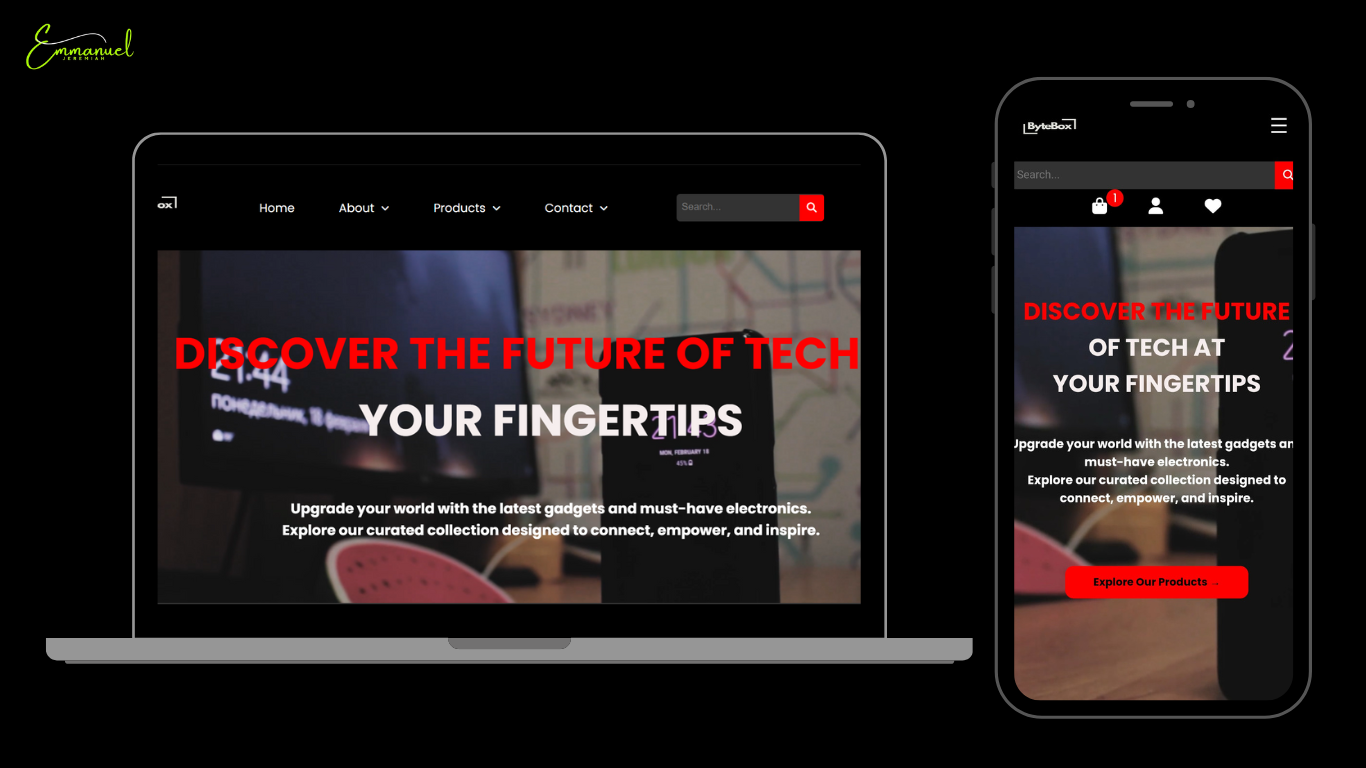 Emmanuel
JEREMIAH
ox
Home
About
Products
Contact
Search...
DISCOVER THE FUTURE OF TECH
YOUR FINGERTIPS
21:44
ПОНЕДЕЛЬНИК, 18
21:43
MON, FEBRUARY 18
45%
SYDNEY
Upgrade your world with the latest gadgets and must-have electronics.
Explore our curated collection designed to connect, empower, and inspire.
ByteBox
Search...
1
DISCOVER THE FUTURE
OF TECH AT
YOUR FINGERTIPS
Upgrade your world with the latest gadgets an
must-have electronics.
Explore our curated collection designed to
connect, empower, and inspire.
Explore Our Products →